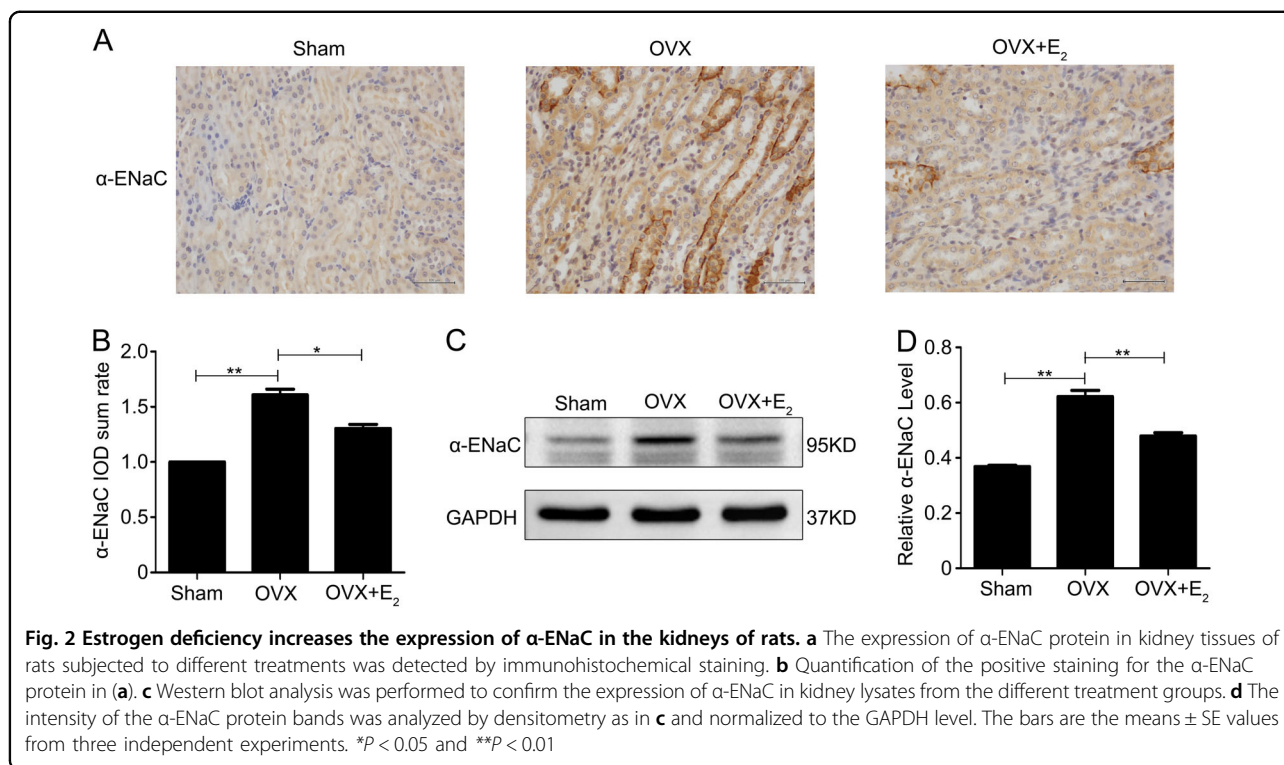 A
Sham
OVX
OVX+E₂
α-ENaC
B
α-ENaC IOD sum rate
2.0
1.5
1.0
0.5
0
**
*
Sham
OVX
OVX+E₂
C
Sham
OVX
OVX+E₂
α-ENaC
95KD
GAPDH
37KD
D
Relative α-ENaC Level
0.8
0.6
0.4
0.2
0
**
**
Sham
OVX
OVX+E₂
Fig. 2 Estrogen deficiency increases the expression of α-ENaC in the kidneys of rats. a The expression of α-ENaC protein in kidney tissues of
rats subjected to different treatments was detected by immunohistochemical staining. b Quantification of the positive staining for the α-ENaC
protein in (a). c Western blot analysis was performed to confirm the expression of α-ENaC in kidney lysates from the different treatment groups. d The
intensity of the α-ENaC protein bands was analyzed by densitometry as in c and normalized to the GAPDH level. The bars are the means ± SE values
from three independent experiments. *P < 0.05 and **P < 0.01